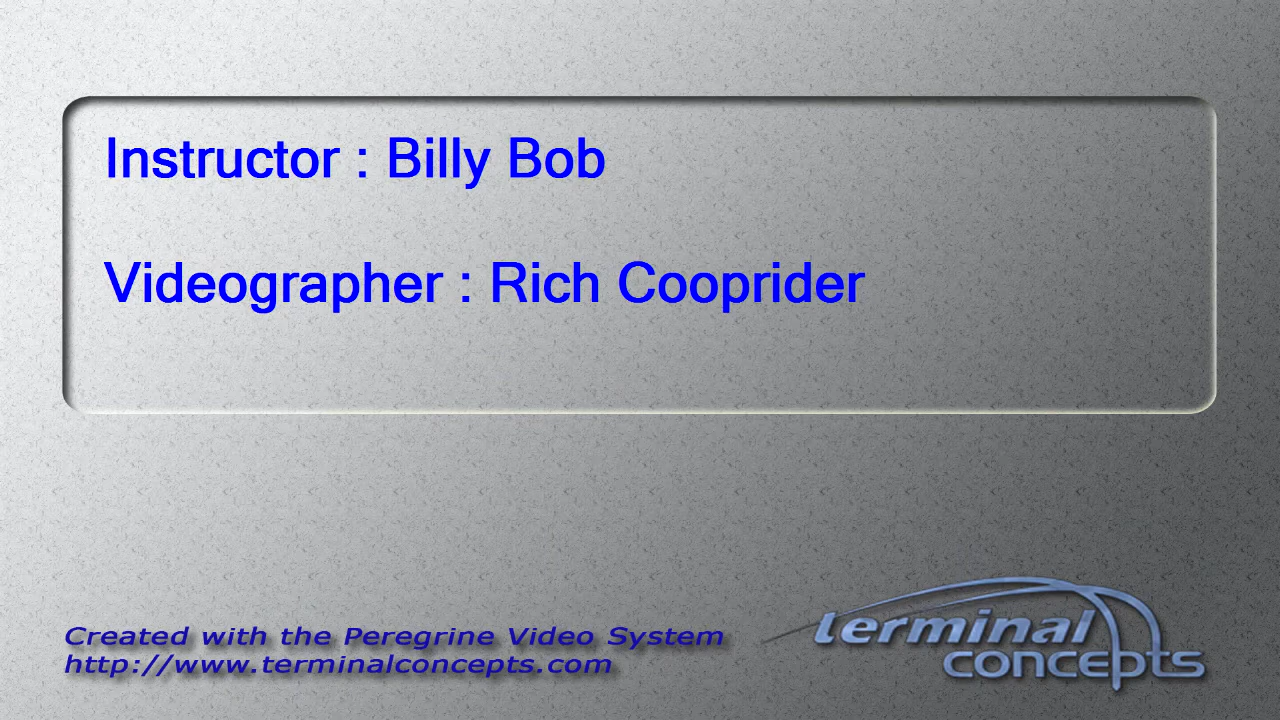 Instructor : Billy Bob
Videographer : Rich Cooprider
Created with the Peregrine Video System
http://www.terminalconcepts.com
terminal
concepts